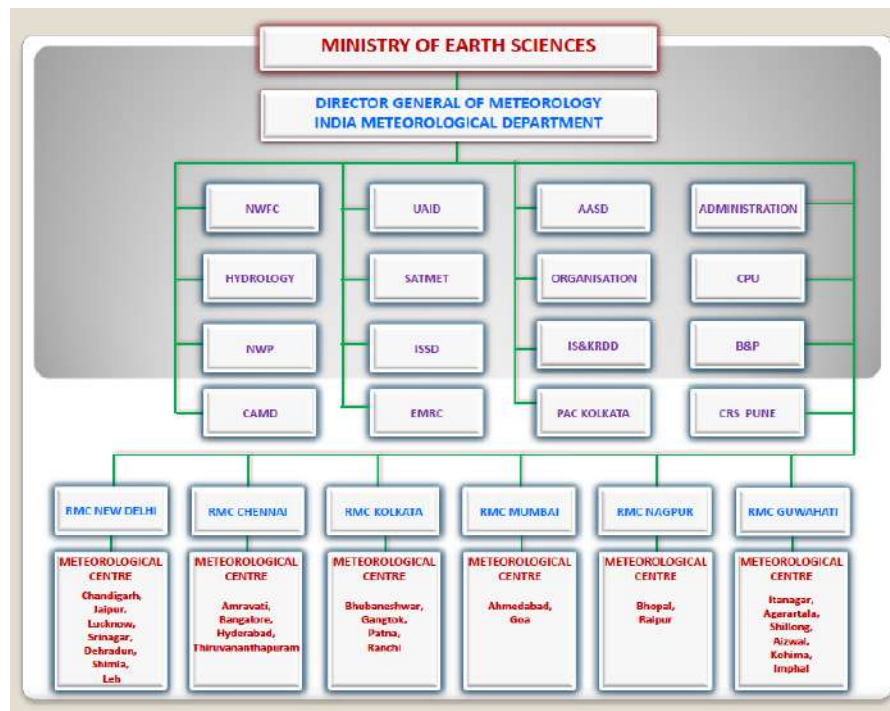 MINISTRY OF EARTH SCIENCES
DIRECTOR GENERAL OF METEOROLOGY
INDIA METEOROLOGICAL DEPARTMENT
NWFC
UAID
AASD
ADMINISTRATION
HYDROLOGY
SATMET
ORGANISATION
CPU
NWP
ISSD
IS&KRDD
B&P
CAMD
EMRC
PAC KOLKATA
CRS PUNE
RMC NEW DELHI
RMC CHENNAI
RMC KOLKATA
RMC MUMBAI
RMC NAGPUR
RMC GUWAHATI
METEOROLOGICAL
CENTRE
Chandigarh,
Jaipur,
Lucknow,
Srinagar,
Dehradun,
Shimla,
Leh
METEOROLOGICAL
CENTRE
Amravati,
Bangalore,
Hyderabad,
Thiruvananthapuram
METEOROLOGICAL
CENTRE
Bhubaneshwar,
Gangtok,
Patna,
Ranchi
METEOROLOGICAL
CENTRE
Ahmedabad,
Goa
METEOROLOGICAL
CENTRE
Bhopal,
Raipur
METEOROLOGICAL
CENTRE
Itanagar,
Agarartala,
Shillong,
Aizwal,
Kohima,
Imphal